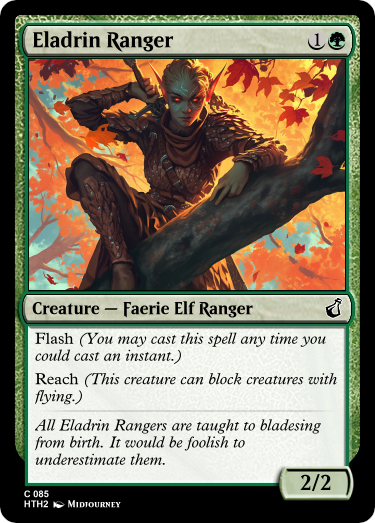 Eladrin Ranger 1
Creature — Faerie Elf Ranger
Flash (You may cast this spell any time you
could cast an instant.)
Reach (This creature can block creatures with
flying.)
All Eladrin Rangers are taught to bladesing
from birth. It would be foolish to
underestimate them.
2/2
C 085
HTH2 Midjourney